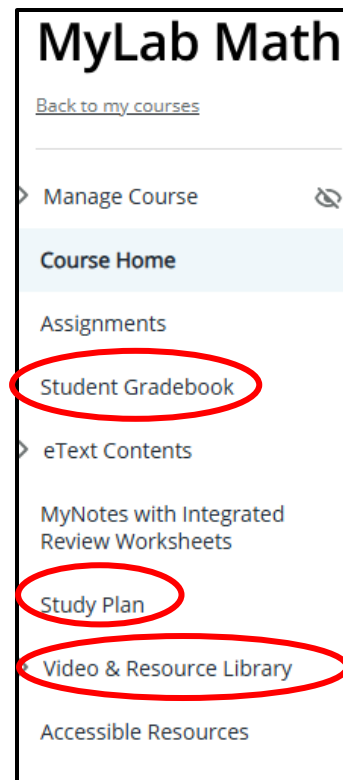 MyLab Math
Back to my courses
Manage Course
Course Home
Assignments
Student Gradebook
eText Contents
MyNotes with Integrated
Review Worksheets
Study Plan
Video & Resource Library
Accessible Resources